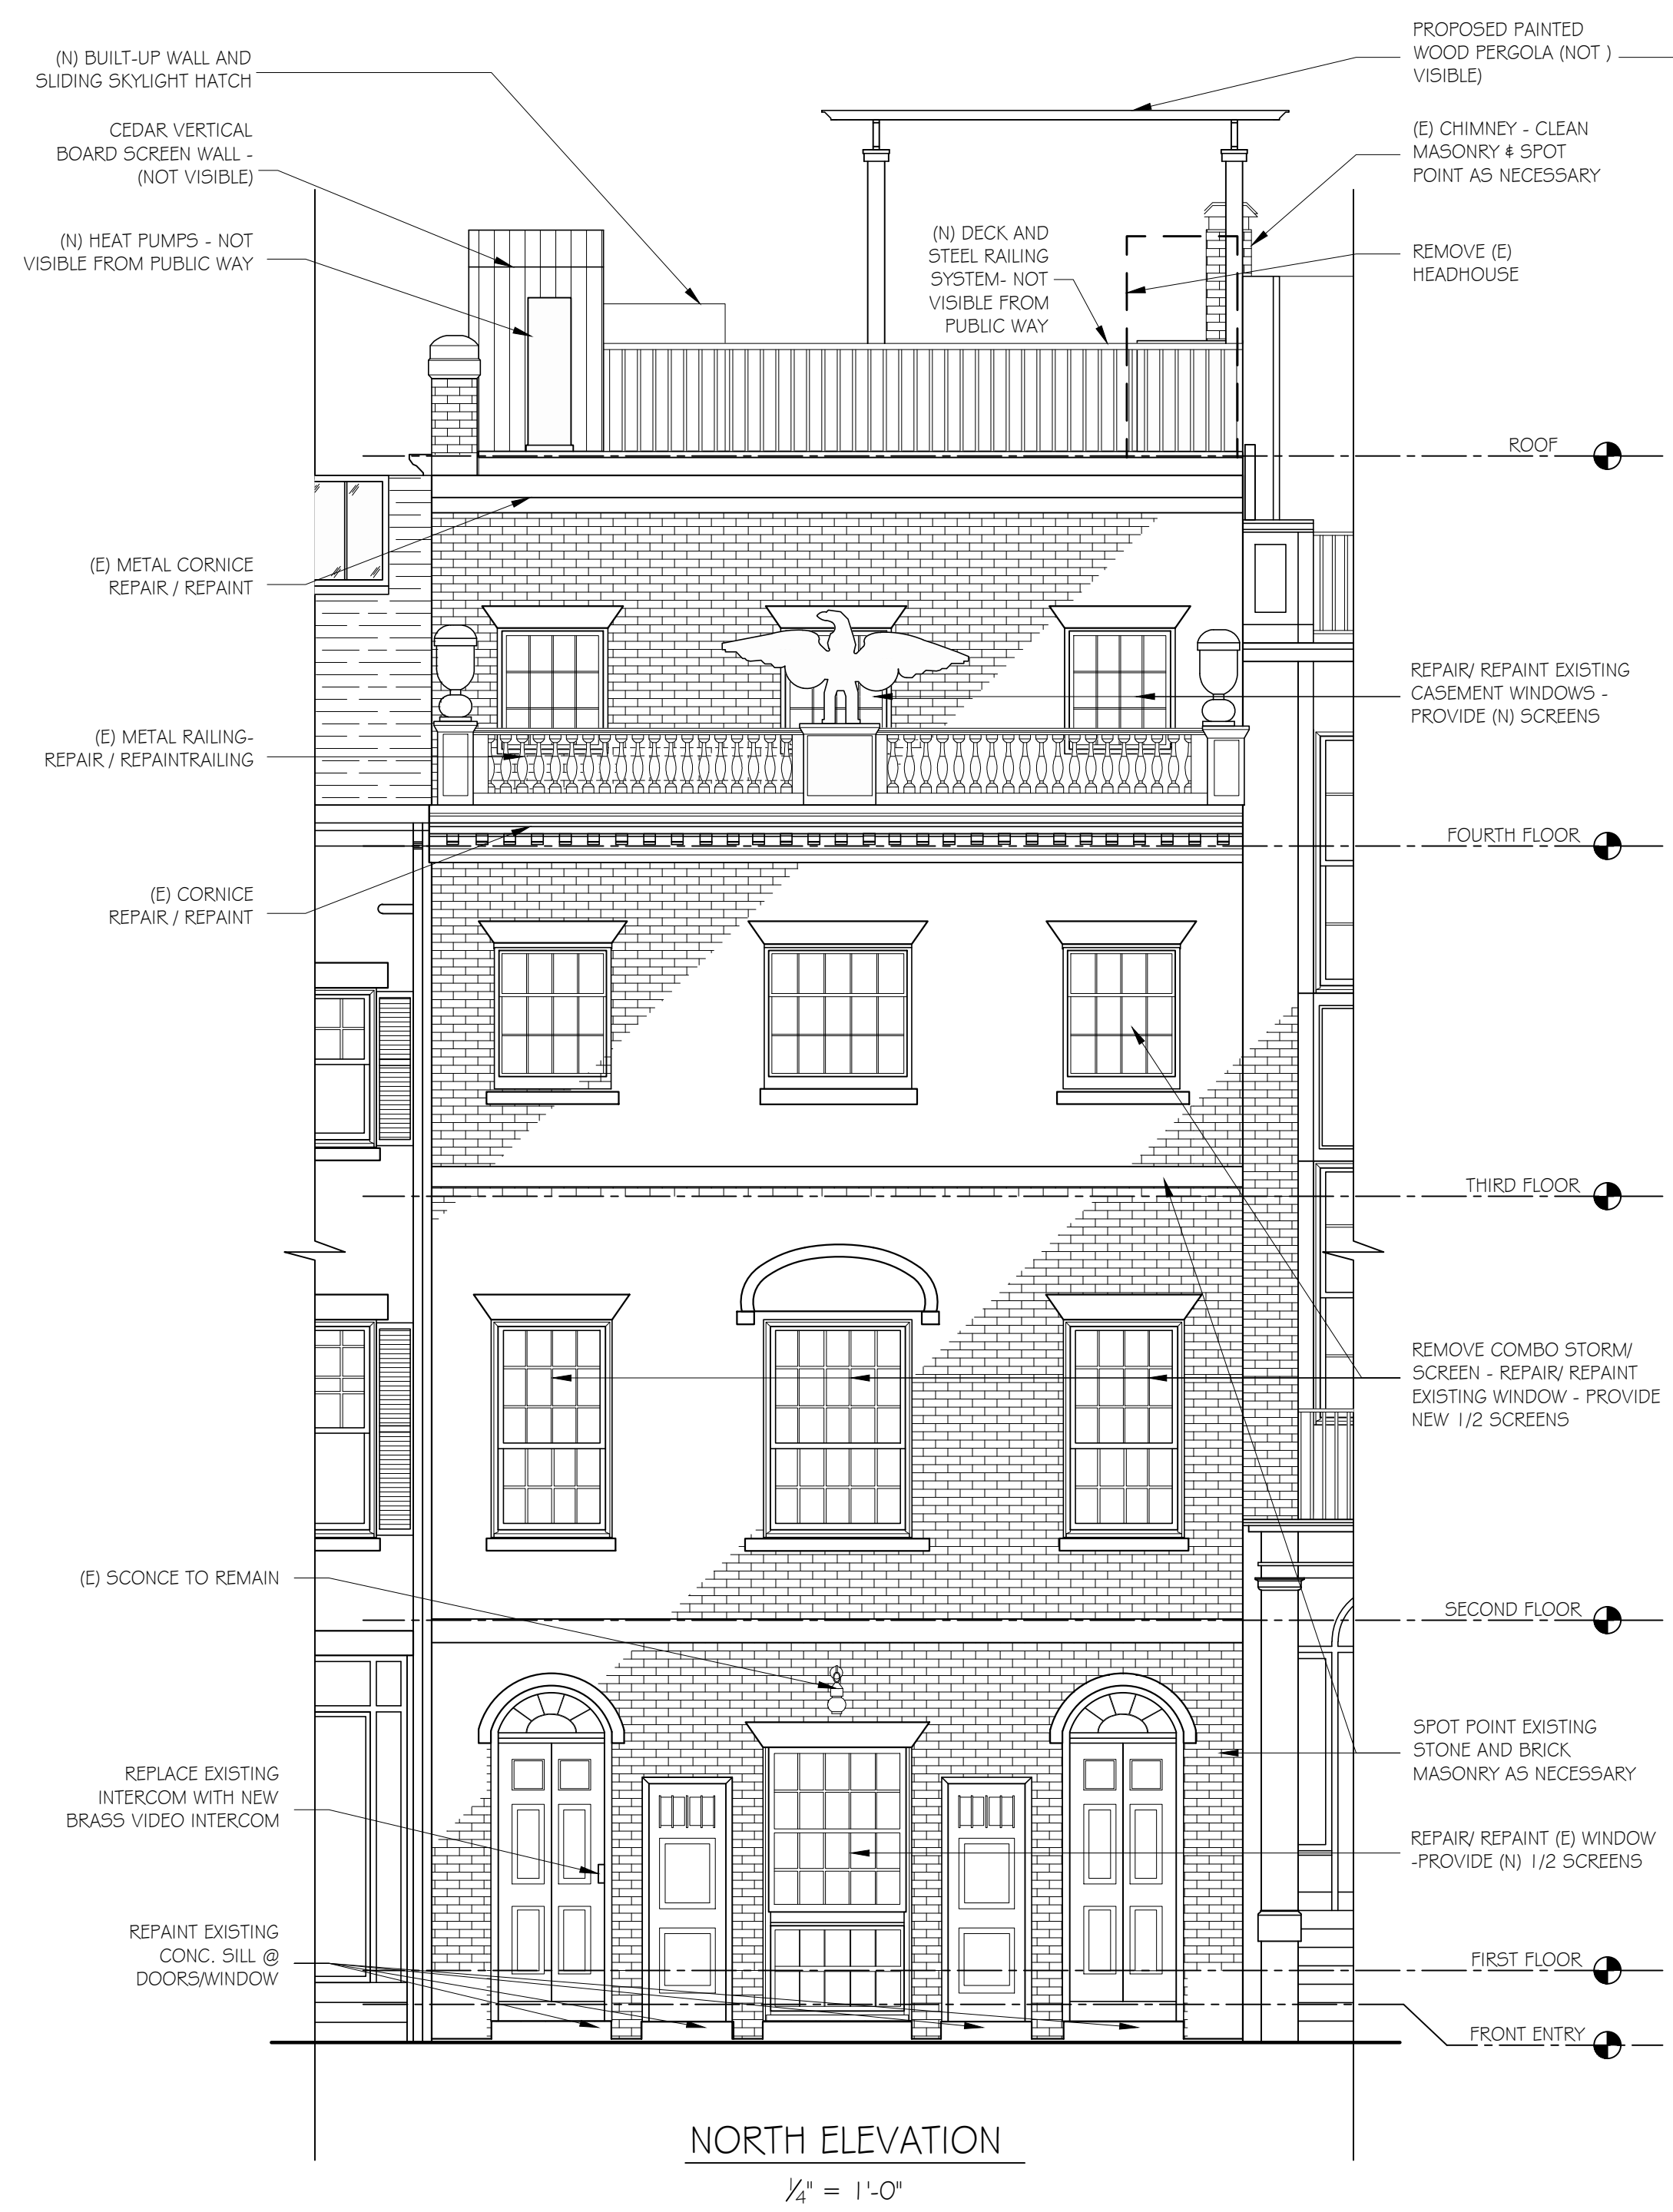 (N) BUILT-UP WALL AND
SLIDING SKYLIGHT HATCH
CEDAR VERTICAL
BOARD SCREEN WALL -
(NOT VISIBLE)
(N) HEAT PUMPS - NOT
VISIBLE FROM PUBLIC WAY
(N) DECK AND
STEEL RAILING
SYSTEM- NOT
VISIBLE FROM
PUBLIC WAY
PROPOSED PAINTED
WOOD PERGOLA (NOT )
VISIBLE)
(E) CHIMNEY - CLEAN
MASONRY & SPOT
POINT AS NECESSARY
REMOVE (E)
HEADHOUSE
ROOF
(E) METAL CORNICE
REPAIR / REPAINT
REPAIR/ REPAINT EXISTING
CASEMENT WINDOWS -
PROVIDE (N) SCREENS
(E) METAL RAILING-
REPAIR / REPAINTRAILING
FOURTH FLOOR
(E) CORNICE
REPAIR / REPAINT
THIRD FLOOR
REMOVE COMBO STORM/
SCREEN - REPAIR/ REPAINT
EXISTING WINDOW - PROVIDE
NEW 1/2 SCREENS
(E) SCONCE TO REMAIN
SECOND FLOOR
SPOT POINT EXISTING
STONE AND BRICK
MASONRY AS NECESSARY
REPLACE EXISTING
INTERCOM WITH NEW
BRASS VIDEO INTERCOM
REPAIR/ REPAINT (E) WINDOW
-PROVIDE (N) 1/2 SCREENS
REPAINT EXISTING
CONC. SILL @
DOORS/WINDOW
FIRST FLOOR
FRONT ENTRY
NORTH ELEVATION
1/4" = 1'-0"